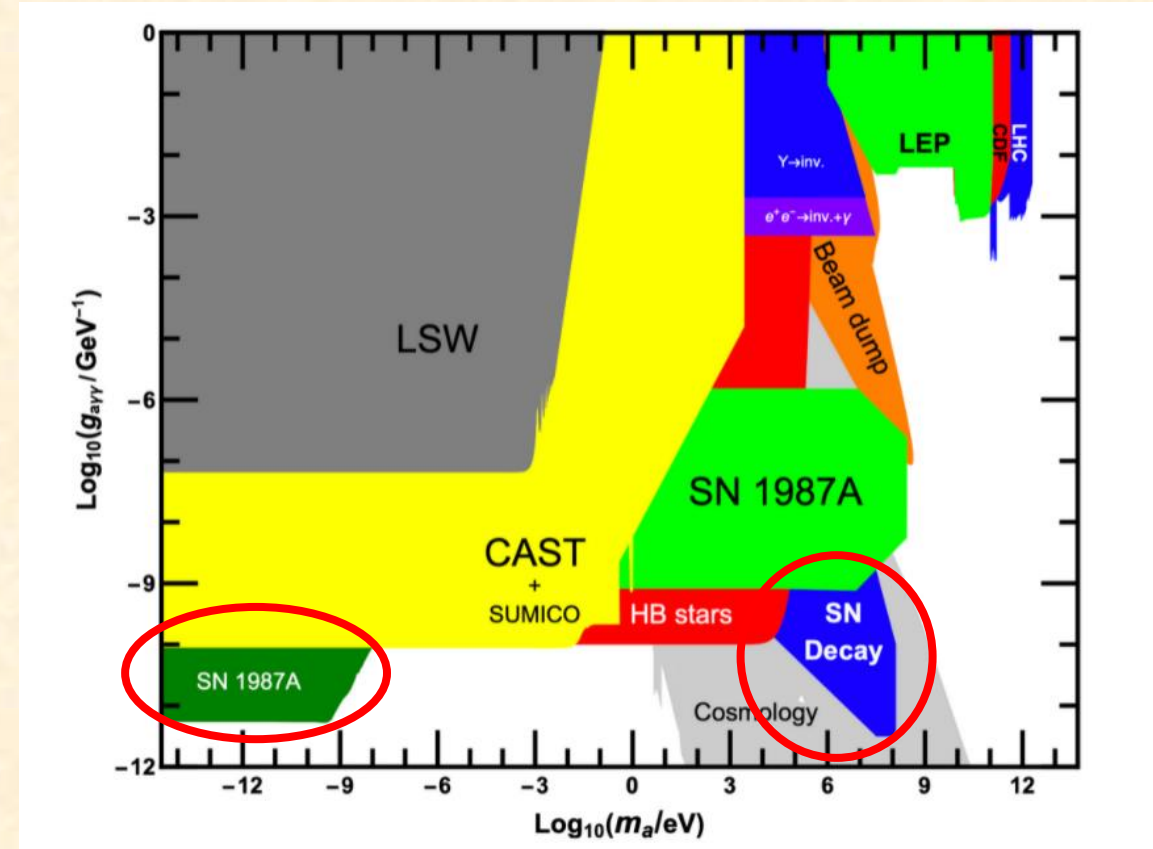 0
-3
-6
-9
-12
Log₁₀(gₐᵧᵧ/GeV⁻¹)
LSW
CAST
+
SUMICO
SN 1987A
HB stars
SN 1987A
SN
Decay
Cosmology
Beam dump
Υ→inv.
e⁺e⁻→inv.+γ
LEP
CDF
LHC
-12
-9
-6
-3
0
3
6
9
12
Log₁₀(mₐ/eV)